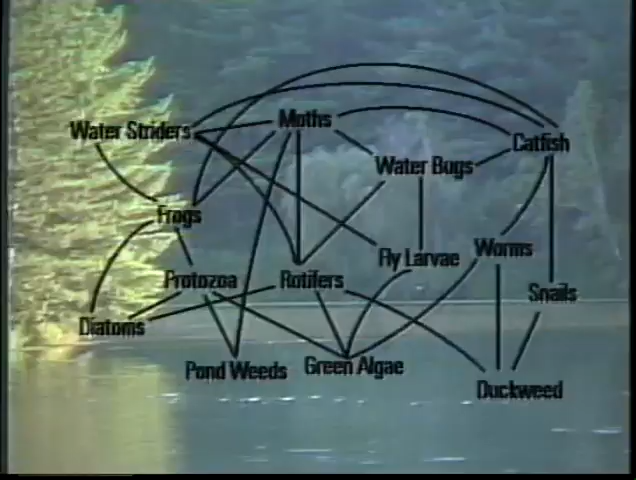 Moths
Water Striders
Catfish
Water Bugs
Frogs
Fly Larvae
Worms
Protozoa
Rotifers
Snails
Diatoms
Pond Weeds
Green Algae
Duckweed